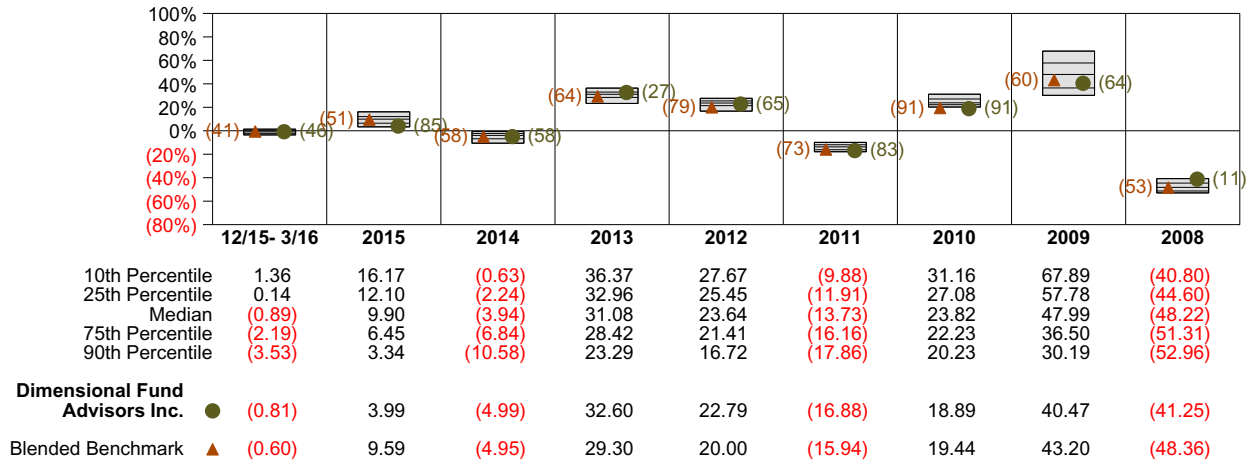 100%
80%
60%
40%
20%
0%
(20%)
(40%)
(60%)
(80%)
(41) (46)
(51) (85)
(58) (58)
(64) (27)
(79) (65)
(73) (83)
(91) (91)
(60) (64)
(53) (11)
12/15- 3/16 2015 2014 2013 2012 2011 2010 2009 2008
10th Percentile 1.36 16.17 (0.63) 36.37 27.67 (9.88) 31.16 67.89 (40.80)
25th Percentile 0.14 12.10 (2.24) 32.96 25.45 (11.91) 27.08 57.78 (44.60)
Median (0.89) 9.90 (3.94) 31.08 23.64 (13.73) 23.82 47.99 (48.22)
75th Percentile (2.19) 6.45 (6.84) 28.42 21.41 (16.16) 22.23 36.50 (51.31)
90th Percentile (3.53) 3.34 (10.58) 23.29 16.72 (17.86) 20.23 30.19 (52.96)
Dimensional Fund
Advisors Inc. (0.81) 3.99 (4.99) 32.60 22.79 (16.88) 18.89 40.47 (41.25)
Blended Benchmark (0.60) 9.59 (4.95) 29.30 20.00 (15.94) 19.44 43.20 (48.36)